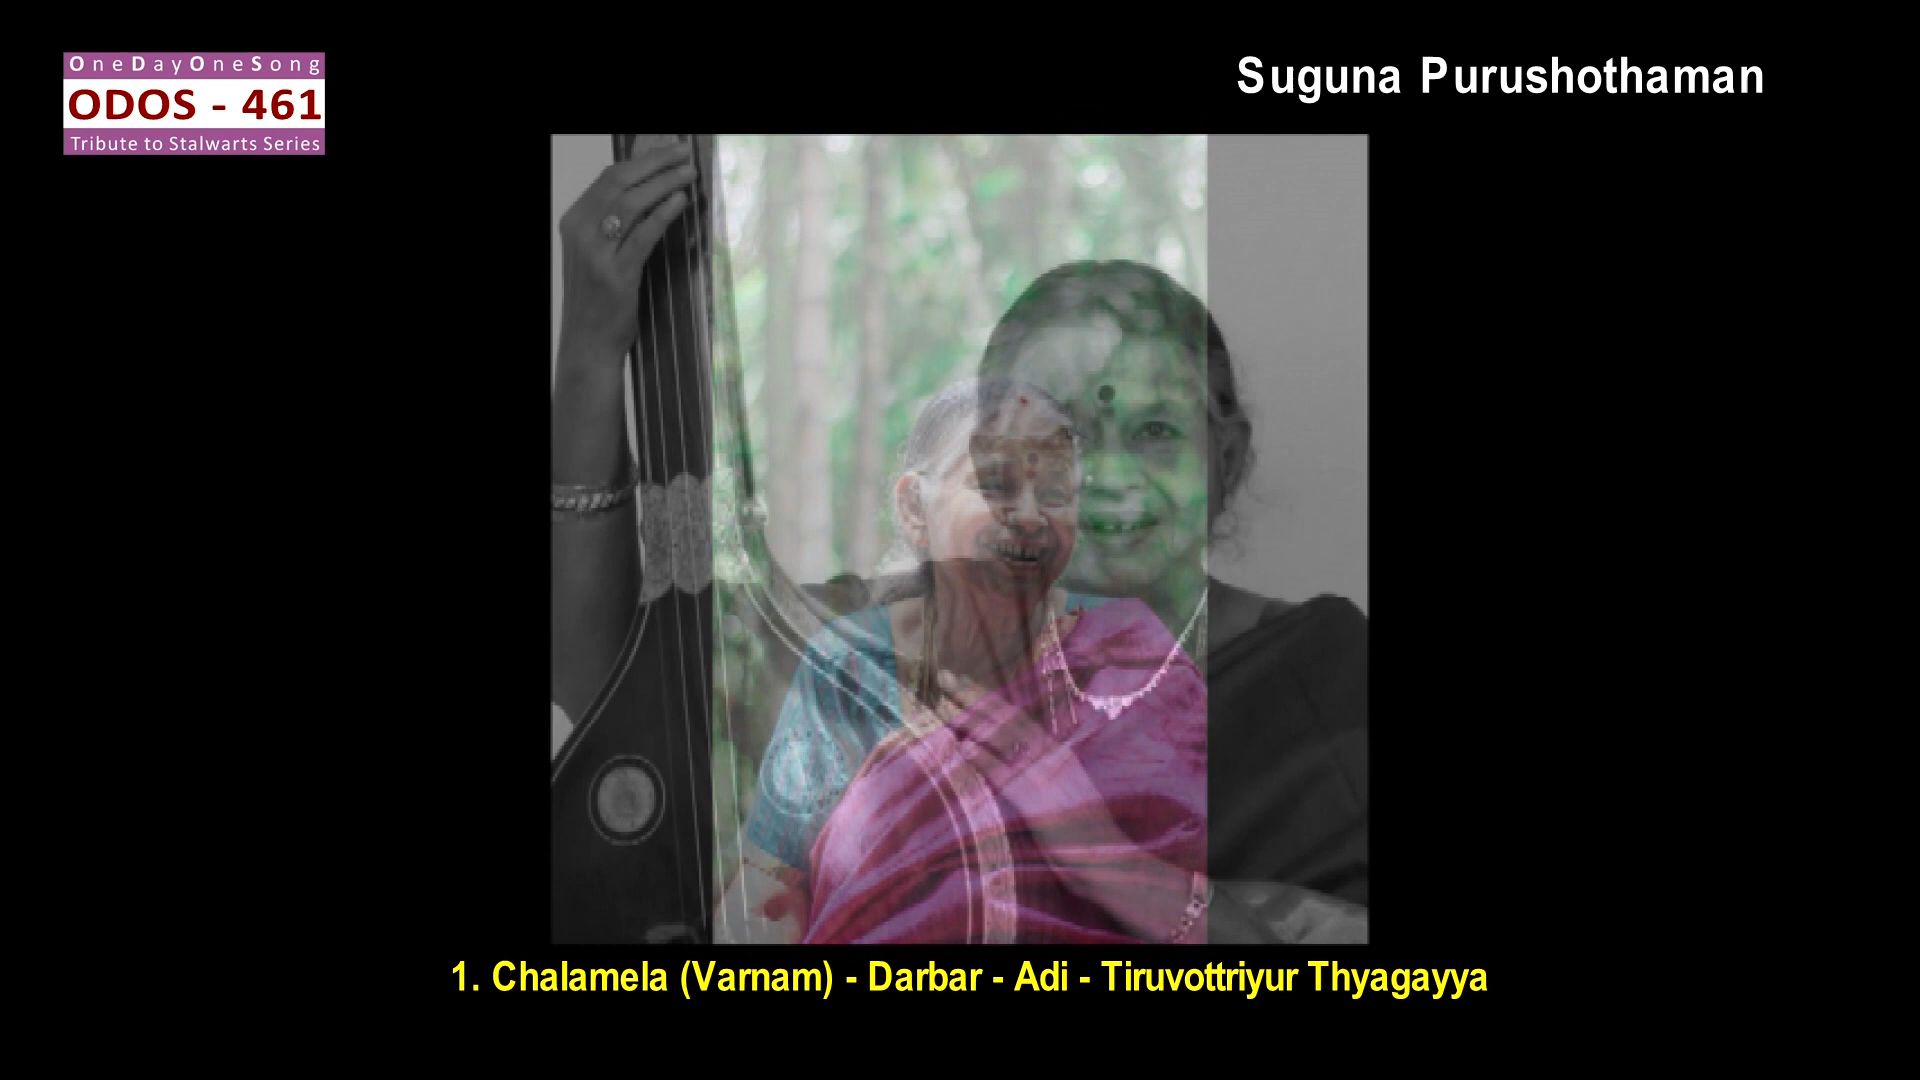 OneDayOneSong
ODOS - 461
Tribute to Stalwarts Series
Suguna Purushothaman
1. Chalamela (Varnam) - Darbar - Adi - Tiruvottriyur Thyagayya